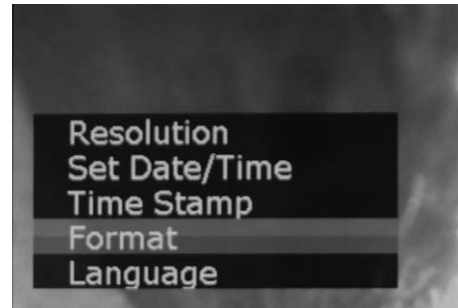 Resolution
Set Date/Time
Time Stamp
Format
Language